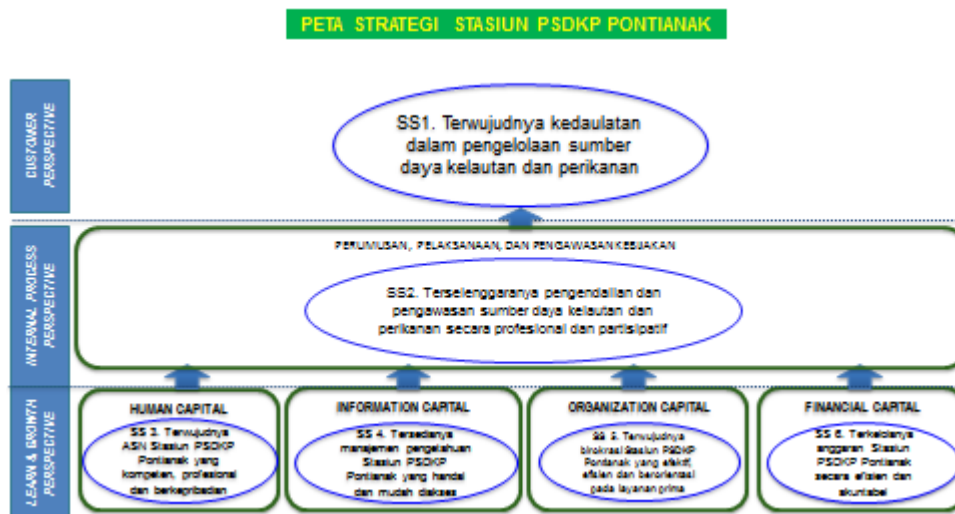 PETA STRATEGI STASIUN PSDKP PONTIANAK
CUSTOMER
PERSPECTIVE
SS1. Terwujudnya kedaulatan
dalam pengelolaan sumber
daya kelautan dan perikanan
INTERNAL PROCESS
PERSPECTIVE
PERUMUSAN, PELAKSANAAN, DAN PENGAWASAN KEBIJAKAN
SS2. Terselenggaranya pengendalian dan
pengawasan sumber daya kelautan dan
perikanan secara profesional dan partisipatif
LEARN & GROWTH
PERSPECTIVE
HUMAN CAPITAL
SS 3. Terwujudnya
ASN Stasiun PSDKP
Pontianak yang
kompeten, profesional
dan berkepribadian
INFORMATION CAPITAL
SS 4. Tersedianya
manajemen pengetahuan
Stasiun PSDKP
Pontianak yang handal
dan mudah diakses
ORGANIZATION CAPITAL
SS 5. Terwujudnya
birokrasi Stasiun PSDKP
Pontianak yang efektif,
efisien dan berorientasi
pada layanan prima
FINANCIAL CAPITAL
SS 6. Terkelolanya
anggaran Stasiun
PSDKP Pontianak
secara efisien dan
akuntabel